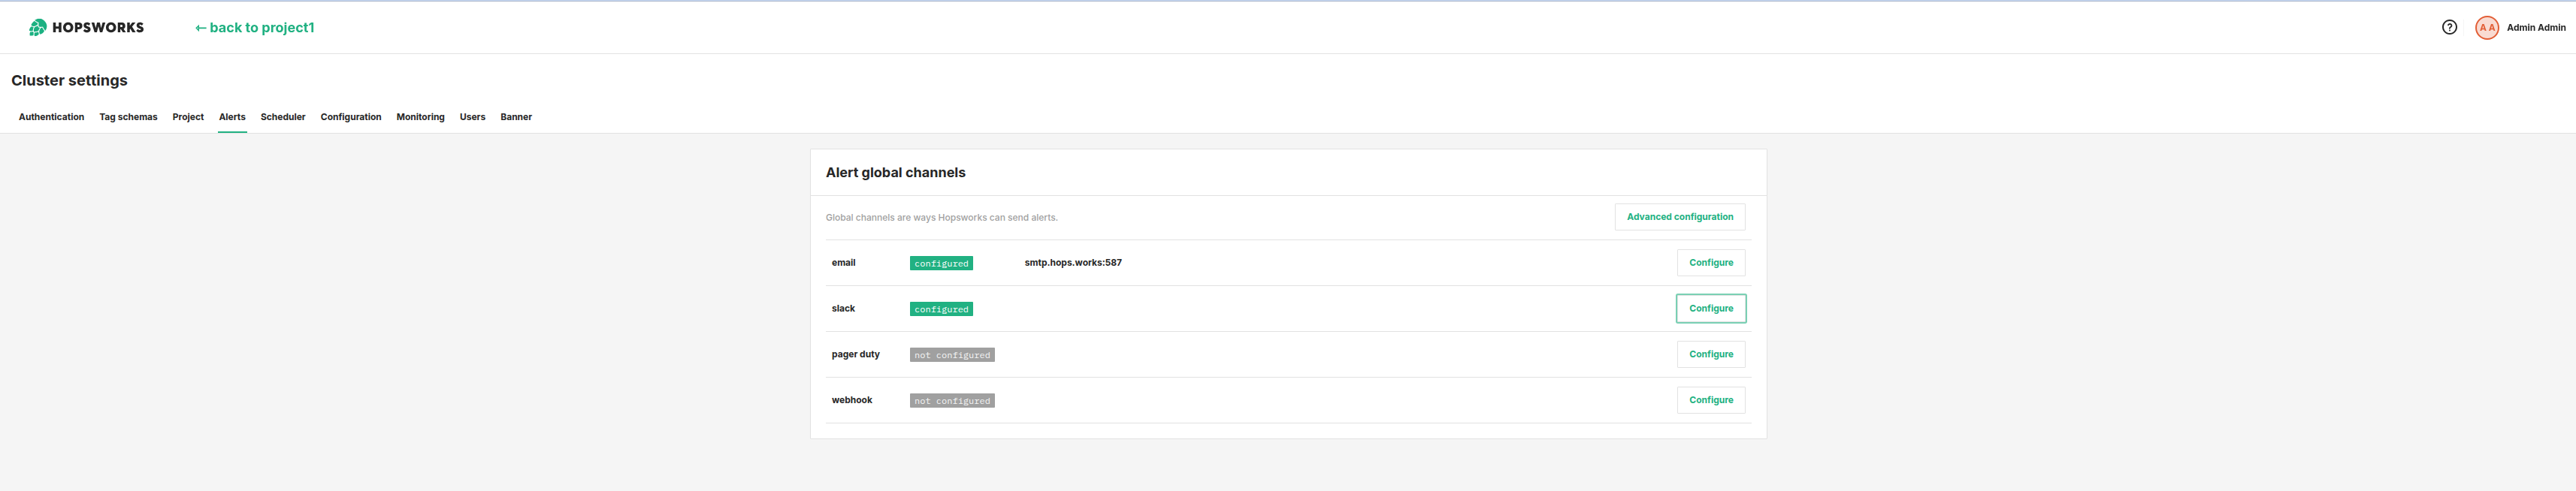 HOPSWORKS ← back to project1 ? A A Admin Admin
Cluster settings
Authentication Tag schemas Project Alerts Scheduler Configuration Monitoring Users Banner
Alert global channels
Global channels are ways Hopsworks can send alerts. Advanced configuration
email configured smtp.hops.works:587 Configure
slack configured Configure
pager duty not configured Configure
webhook not configured Configure